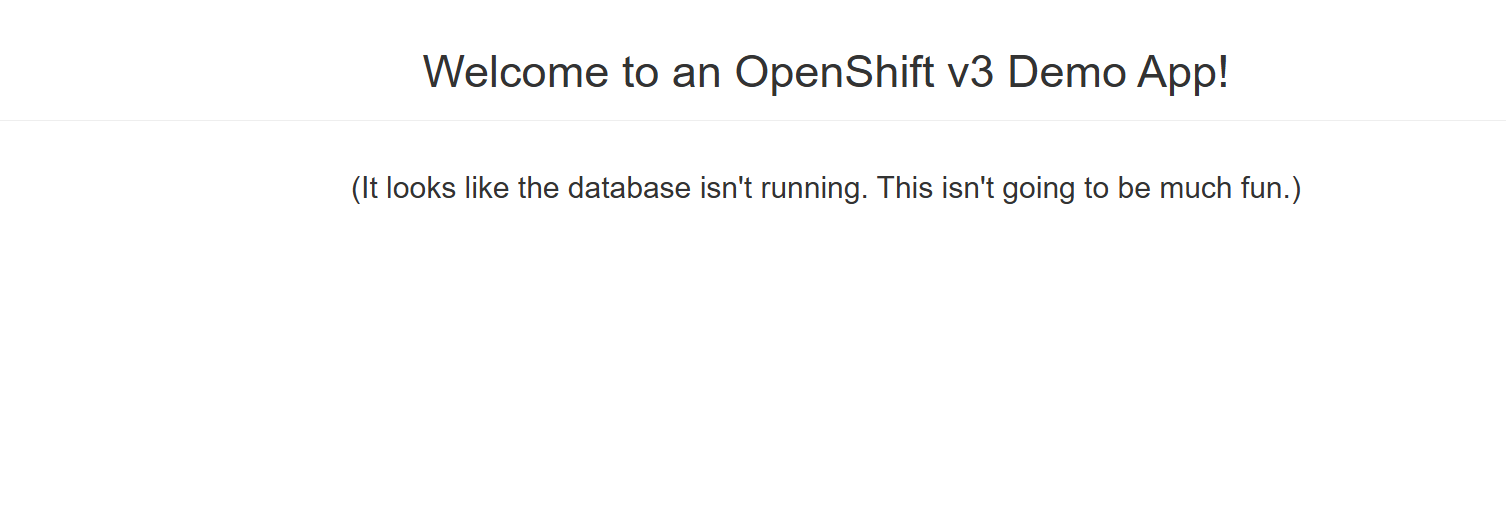 Welcome to an OpenShift v3 Demo App!
(It looks like the database isn't running. This isn't going to be much fun.)